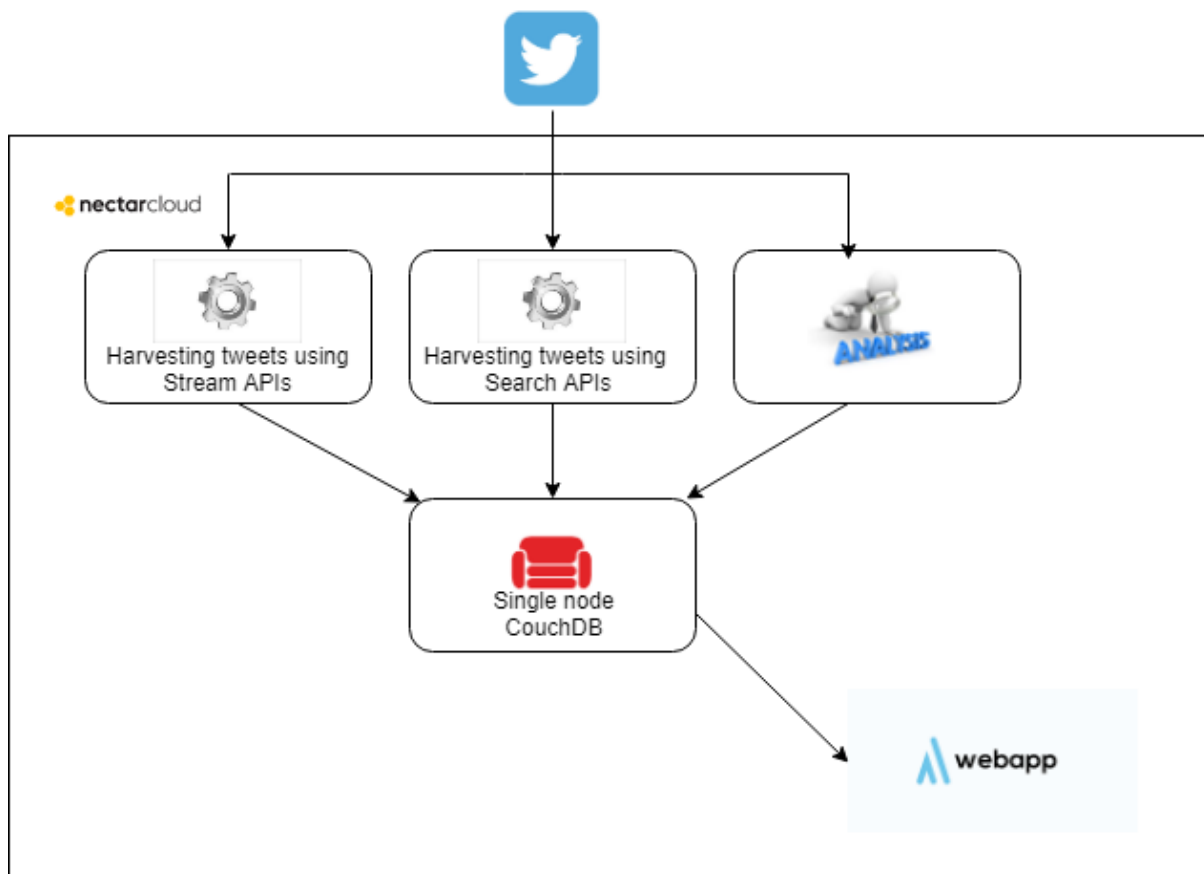 nectarcloud
Harvesting tweets using
Stream APIs
Harvesting tweets using
Search APIs
ANALYSIS
Single node
CouchDB
webapp